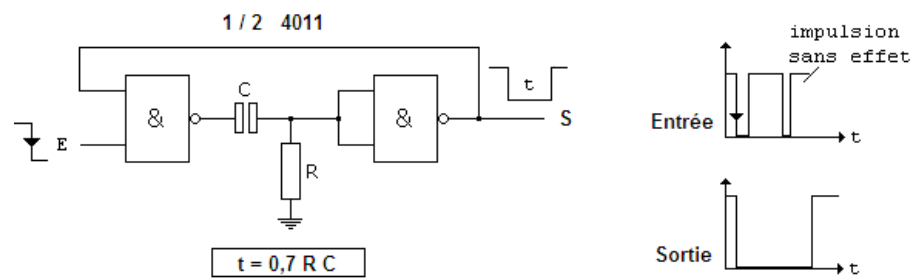 1 / 2 4011
&
C
&
t
S
E
R
t = 0,7 R C
impulsion
sans effet
Entrée
t
Sortie
t